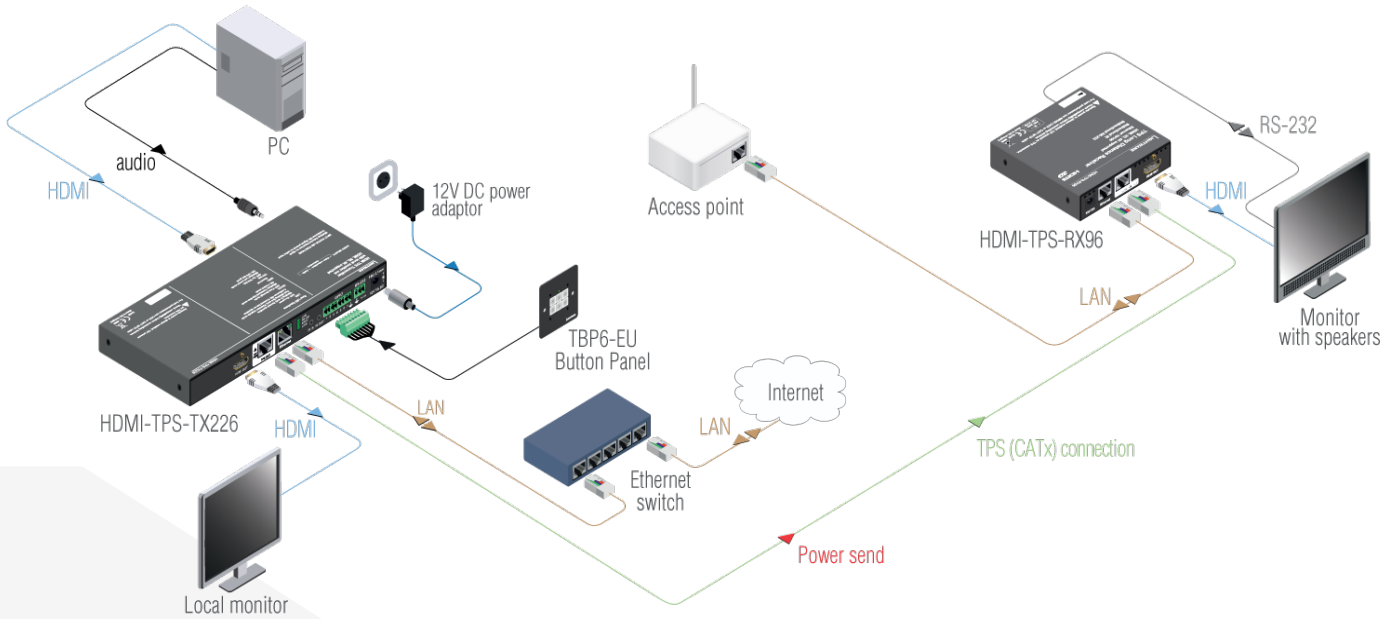 PC
audio
HDMI
12V DC power
adaptor
Access point
RS-232
HDMI
HDMI-TPS-RX96
LAN
Monitor
with speakers
TBP6-EU
Button Panel
Internet
HDMI-TPS-TX226
HDMI
LAN
LAN
TPS (CATx) connection
Ethernet
switch
Power send
Local monitor